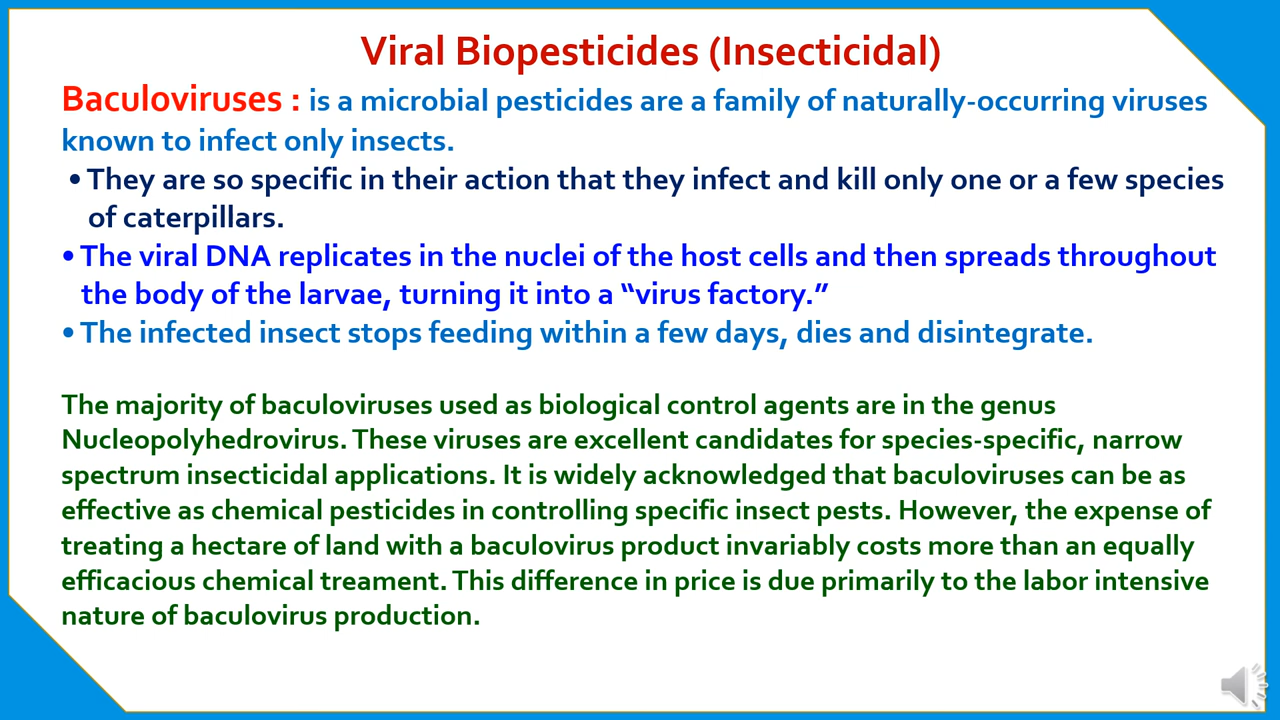 Viral Biopesticides (Insecticidal)
Baculoviruses : is a microbial pesticides are a family of naturally-occurring viruses
known to infect only insects.
• They are so specific in their action that they infect and kill only one or a few species
of caterpillars.
• The viral DNA replicates in the nuclei of the host cells and then spreads throughout
the body of the larvae, turning it into a “virus factory.”
• The infected insect stops feeding within a few days, dies and disintegrate.
The majority of baculoviruses used as biological control agents are in the genus
Nucleopolyhedrovirus. These viruses are excellent candidates for species-specific, narrow
spectrum insecticidal applications. It is widely acknowledged that baculoviruses can be as
effective as chemical pesticides in controlling specific insect pests. However, the expense of
treating a hectare of land with a baculovirus product invariably costs more than an equally
efficacious chemical treament. This difference in price is due primarily to the labor intensive
nature of baculovirus production.